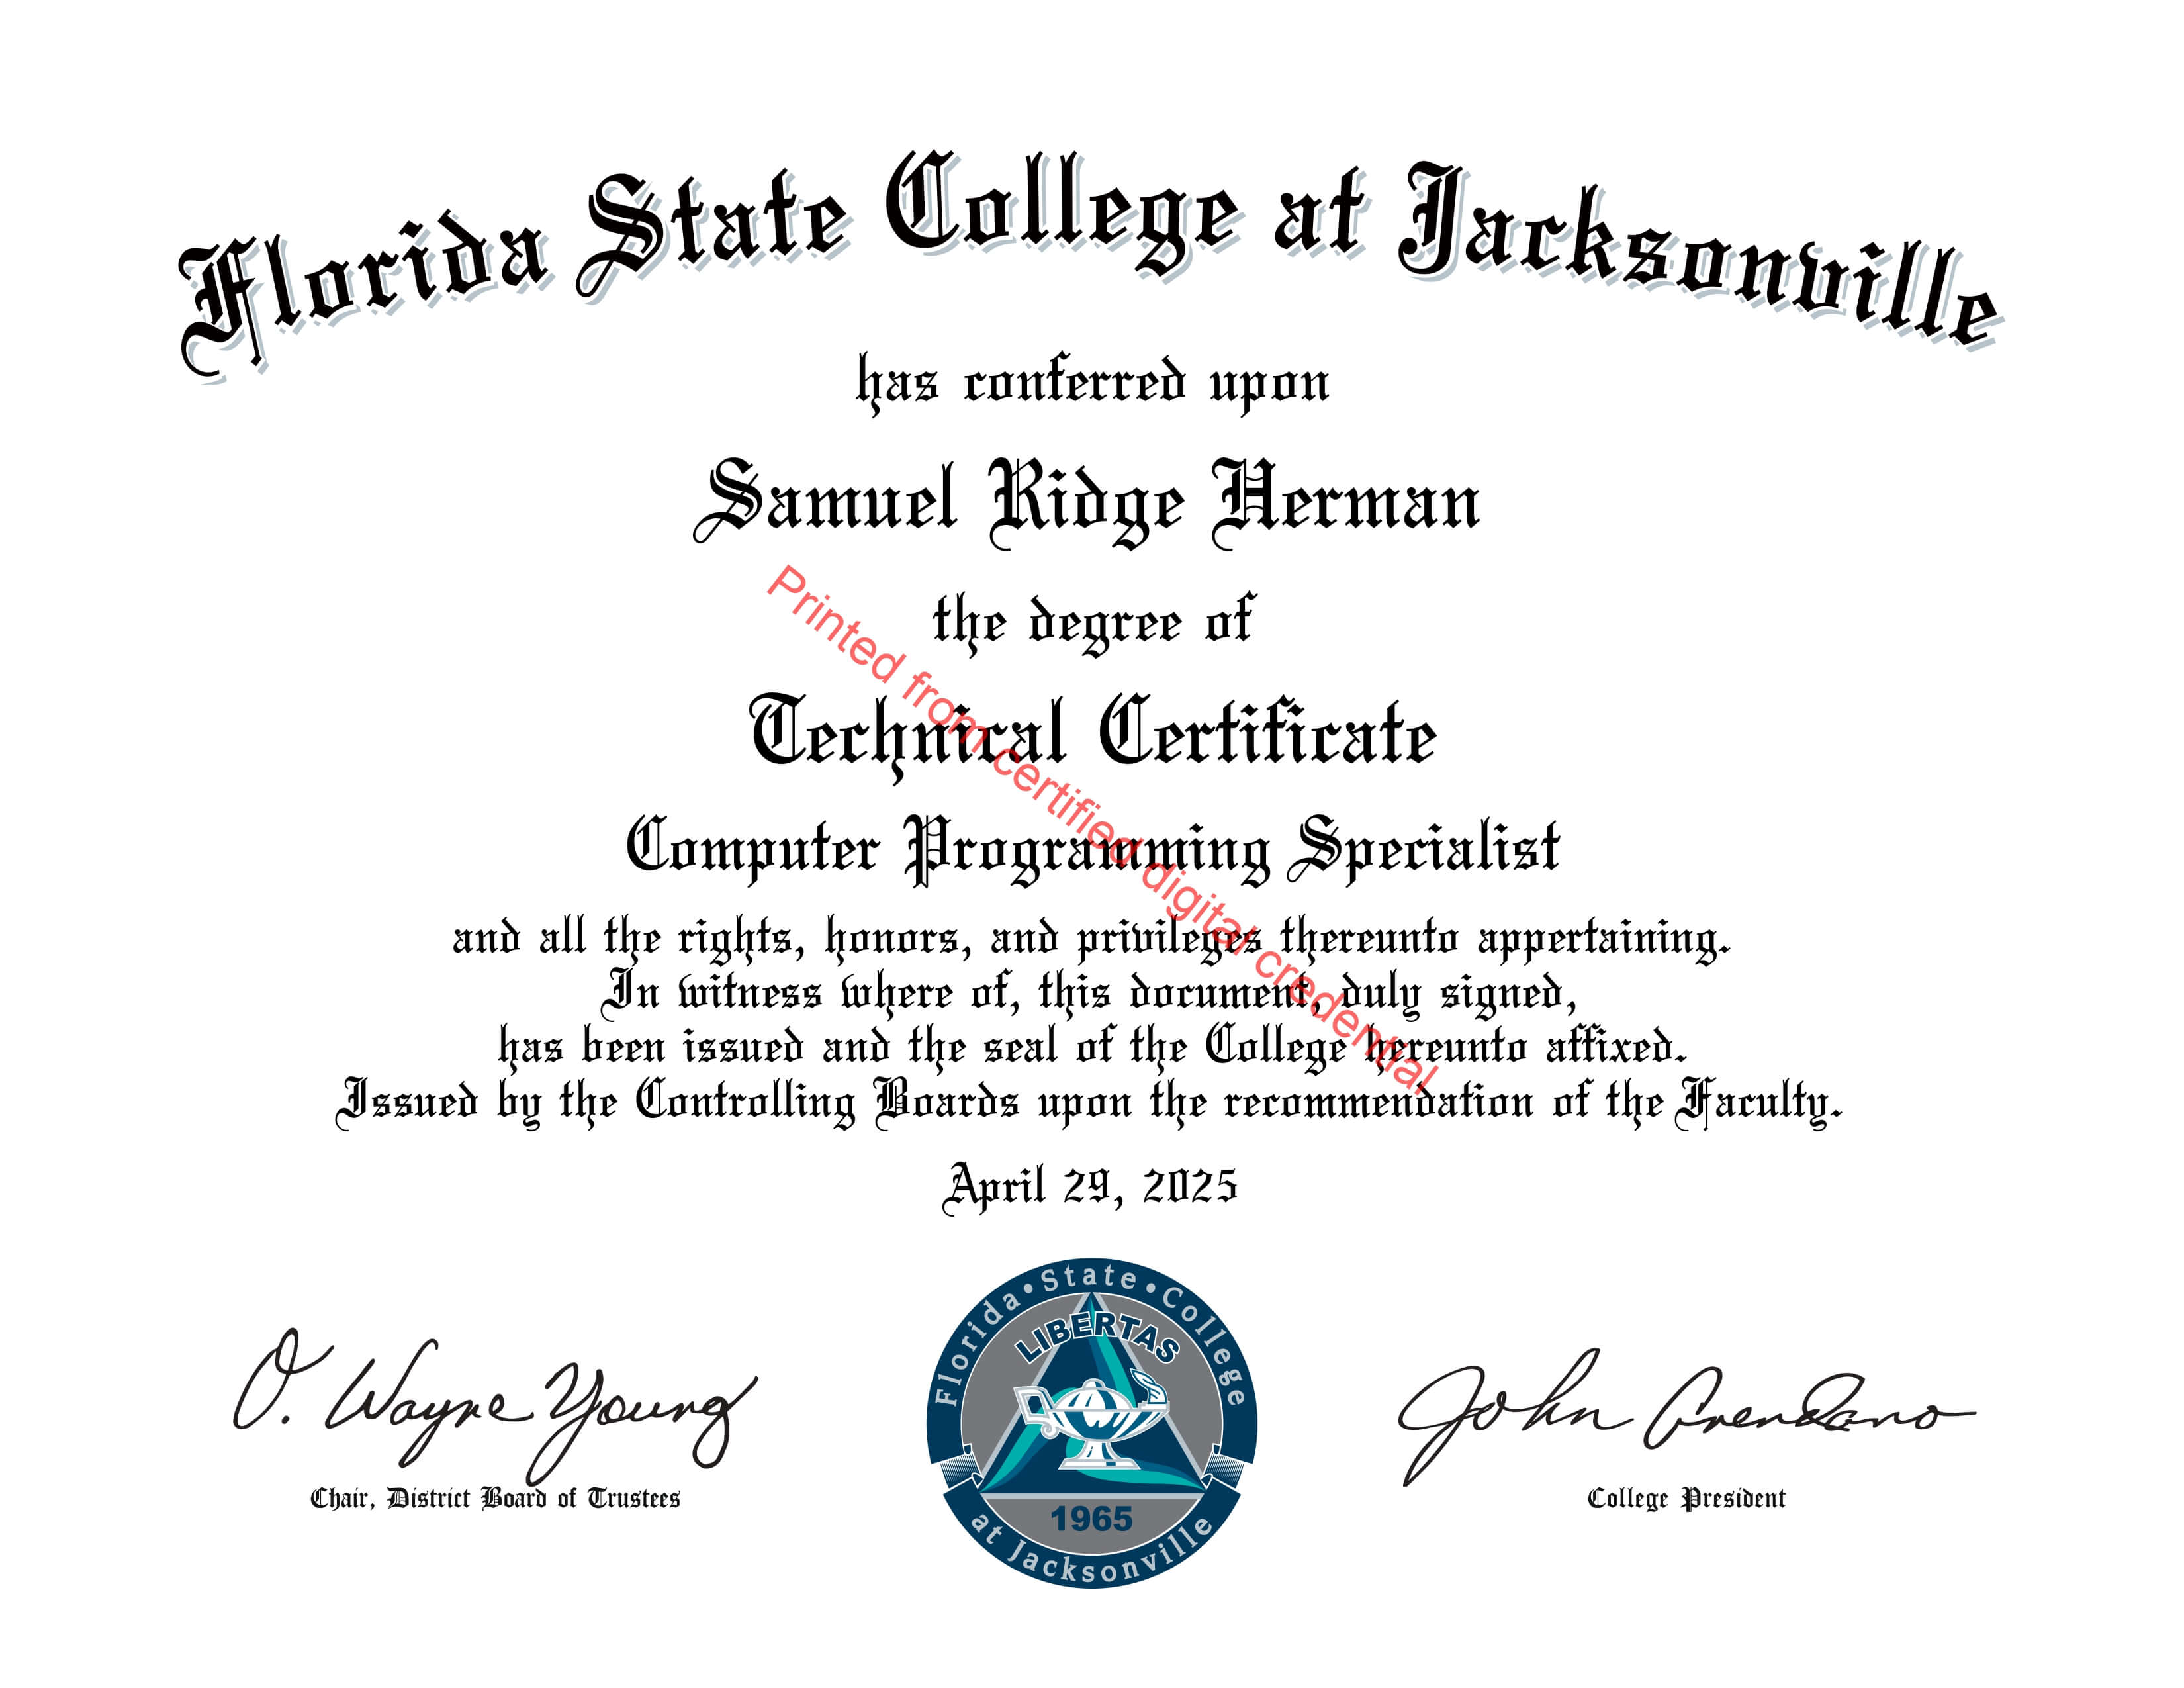 Florida State College at Jacksonville
has conferred upon
Samuel Ridge Herman
the degree of
Technical Certificate
Computer Programming Specialist
and all the rights, honors, and privileges thereunto appertaining.
In witness where of, this document, duly signed,
has been issued and the seal of the College hereunto affixed.
Issued by the Controlling Boards upon the recommendation of the Faculty.
April 29, 2025
Printed from certified digital credential
O. Wayne Young
Chair, District Board of Trustees
Florida • State • College
LIBERTAS
1965
at Jacksonville
John Avendano
College President